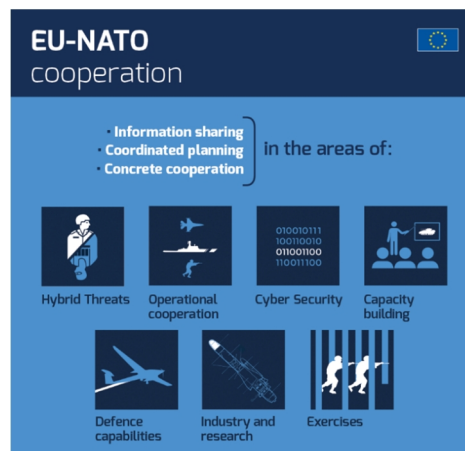 EU-NATO
cooperation
• Information sharing
• Coordinated planning
• Concrete cooperation
in the areas of:
010010111
100110010
011001100
110011100
Hybrid Threats
Operational
cooperation
Cyber Security
Capacity
building
Defence
capabilities
Industry and
research
Exercises